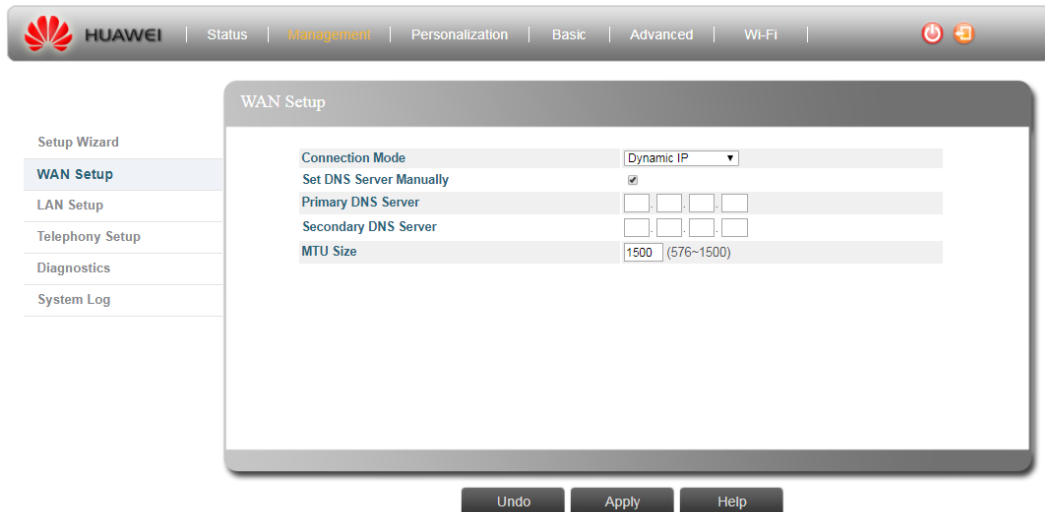 HUAWEI | Status | Management | Personalization | Basic | Advanced | Wi-Fi |
WAN Setup
Setup Wizard
WAN Setup
LAN Setup
Telephony Setup
Diagnostics
System Log
Connection Mode Dynamic IP
Set DNS Server Manually
Primary DNS Server . . .
Secondary DNS Server . . .
MTU Size 1500 (576~1500)
Undo Apply Help